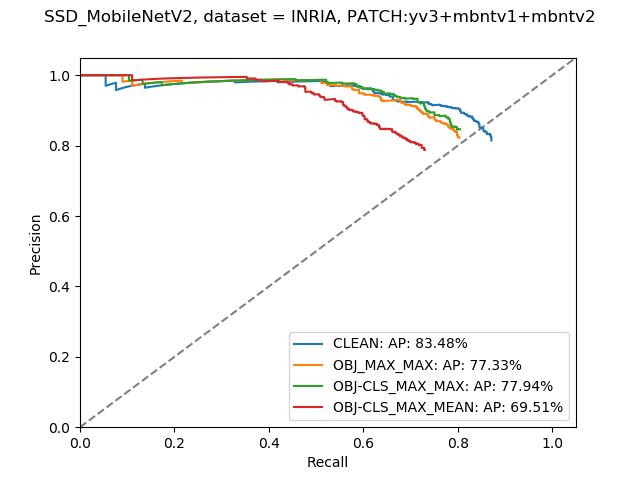 SSD_MobileNetV2, dataset = INRIA, PATCH:yv3+mbntv1+mbntv2
1.0
0.8
0.6
0.4
0.2
0.0
Precision
CLEAN: AP: 83.48%
OBJ_MAX_MAX: AP: 77.33%
OBJ-CLS_MAX_MAX: AP: 77.94%
OBJ-CLS_MAX_MEAN: AP: 69.51%
0.0 0.2 0.4 0.6 0.8 1.0
Recall